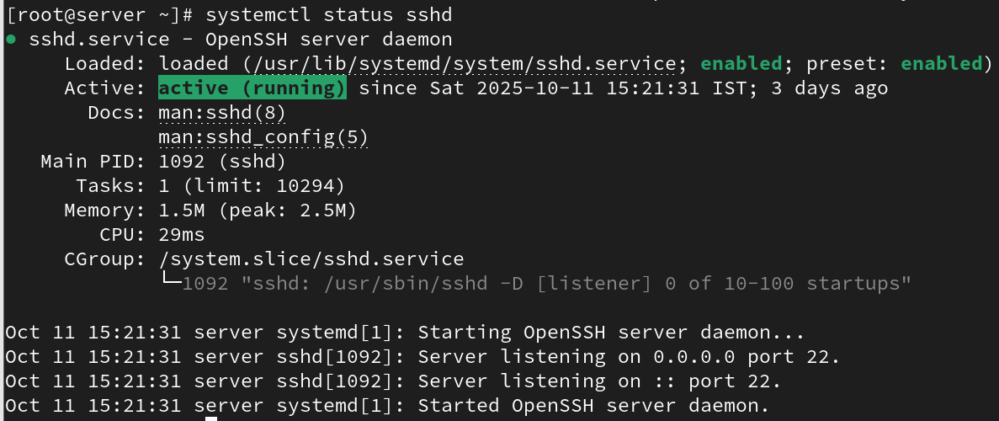 [root@server ~]# systemctl status sshd
● sshd.service - OpenSSH server daemon
     Loaded: loaded (/usr/lib/systemd/system/sshd.service; enabled; preset: enabled)
     Active: active (running) since Sat 2025-10-11 15:21:31 IST; 3 days ago
       Docs: man:sshd(8)
             man:sshd_config(5)
   Main PID: 1092 (sshd)
      Tasks: 1 (limit: 10294)
     Memory: 1.5M (peak: 2.5M)
        CPU: 29ms
     CGroup: /system.slice/sshd.service
             └─1092 "sshd: /usr/sbin/sshd -D [listener] 0 of 10-100 startups"
Oct 11 15:21:31 server systemd[1]: Starting OpenSSH server daemon...
Oct 11 15:21:31 server sshd[1092]: Server listening on 0.0.0.0 port 22.
Oct 11 15:21:31 server sshd[1092]: Server listening on :: port 22.
Oct 11 15:21:31 server systemd[1]: Started OpenSSH server daemon.